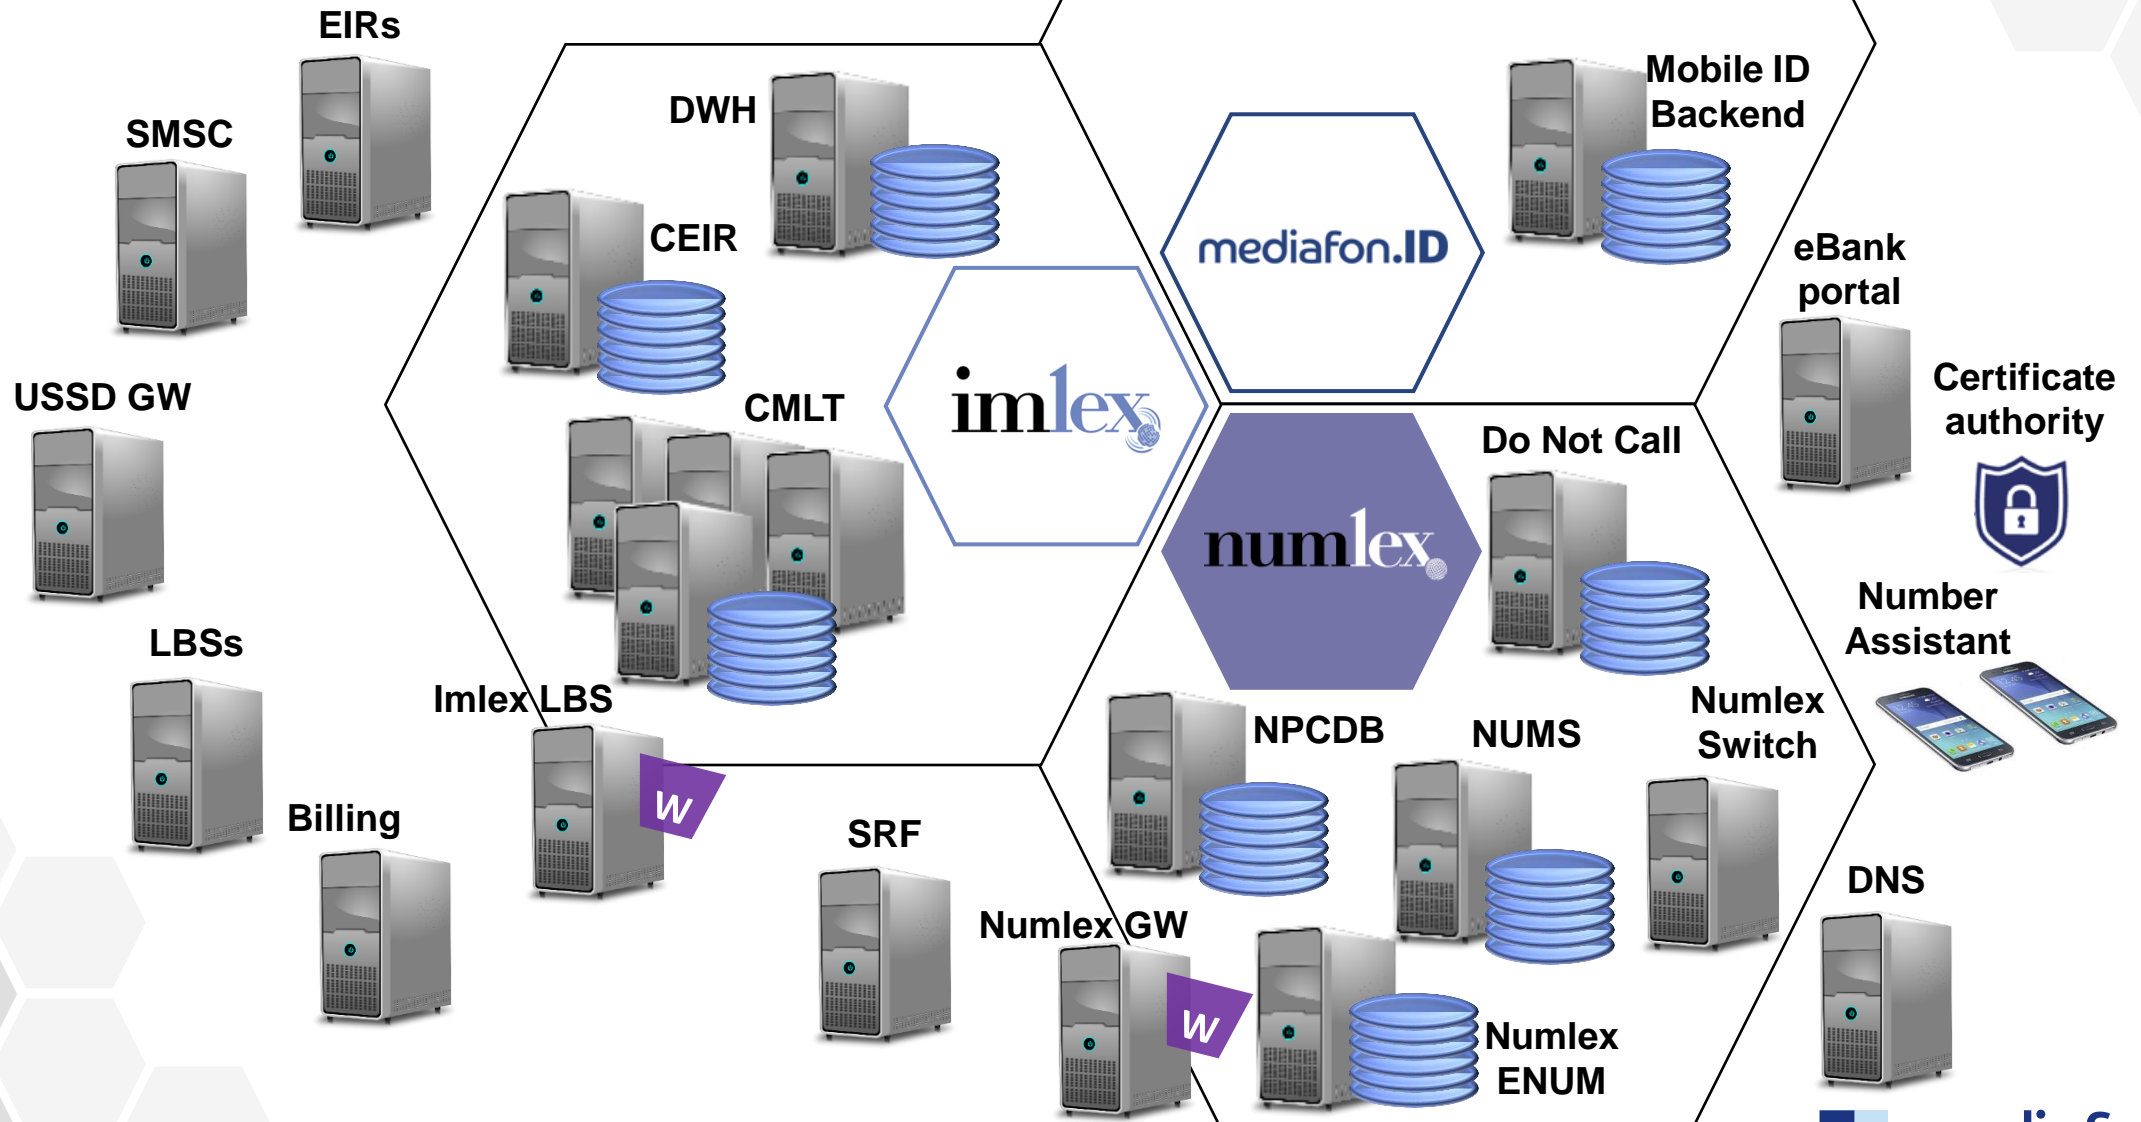 EIRs
SMSC
DWH
Mobile ID
Backend
CEIR
mediafon.ID
eBank
portal
USSD GW
CMLT
imlex
Certificate
authority
Do Not Call
numlex
Number
Assistant
LBSs
Imlex LBS
W
NPCDB
NUMS
Numlex
Switch
Billing
SRF
DNS
Numlex GW
W
Numlex
ENUM